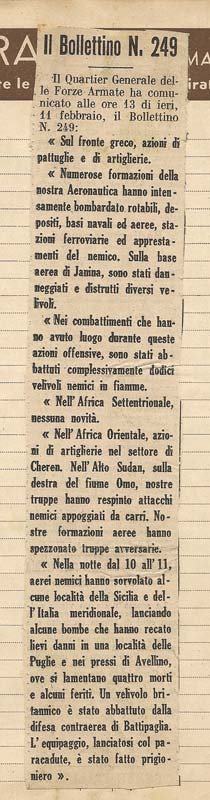 RA
MA
re le
iral
Il Bollettino N. 249
Il Quartier Generale del-
le Forze Armate ha comu-
nicato alle ore 13 di ieri,
11 febbraio, il Bollettino
N. 249:
« Sul fronte greco, azioni di
pattuglie e di artiglierie.
« Numerose formazioni della
nostra Aeronautica hanno inten-
samente bombardato rotabili, de-
positi, basi navali ed aeree, sta-
zioni ferroviarie ed appresta-
menti del nemico. Sulla base
aerea di Janina, sono stati dan-
neggiati e distrutti diversi ve-
livoli.
« Nei combattimenti che han-
no avuto luogo durante queste
azioni offensive, sono stati ab-
battuti complessivamente dodici
velivoli nemici in fiamme.
« Nell'Africa Settentrionale,
nessuna novità.
« Nell'Africa Orientale, azio-
ni di artiglierie nel settore di
Cheren. Nell'Alto Sudan, sulla
destra del fiume Omo, nostre
truppe hanno respinto attacchi
nemici appoggiati da carri. No-
stre formazioni aeree hanno
spezzonato truppe avversarie.
« Nella notte dal 10 all'11,
aerei nemici hanno sorvolato al-
cune località della Sicilia e del-
l'Italia meridionale, lanciando
alcune bombe che hanno recato
lievi danni in una località delle
Puglie e nei pressi di Avellino,
ove si lamentano quattro morti
e alcuni feriti. Un velivolo bri-
tannico è stato abbattuto dalla
difesa contraerea di Battipaglia.
L'equipaggio, lanciatosi col pa-
racadute, è stato fatto prigio-
niero ».